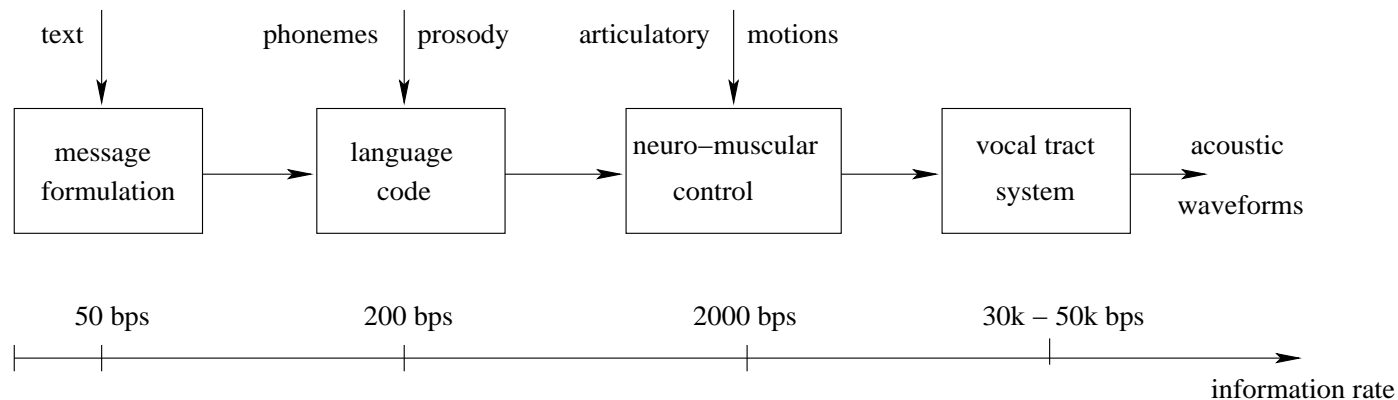 text
phonemes prosody
articulatory motions
message
formulation
language
code
neuro−muscular
control
vocal tract
system
acoustic
waveforms
50 bps
200 bps
2000 bps
30k − 50k bps
information rate